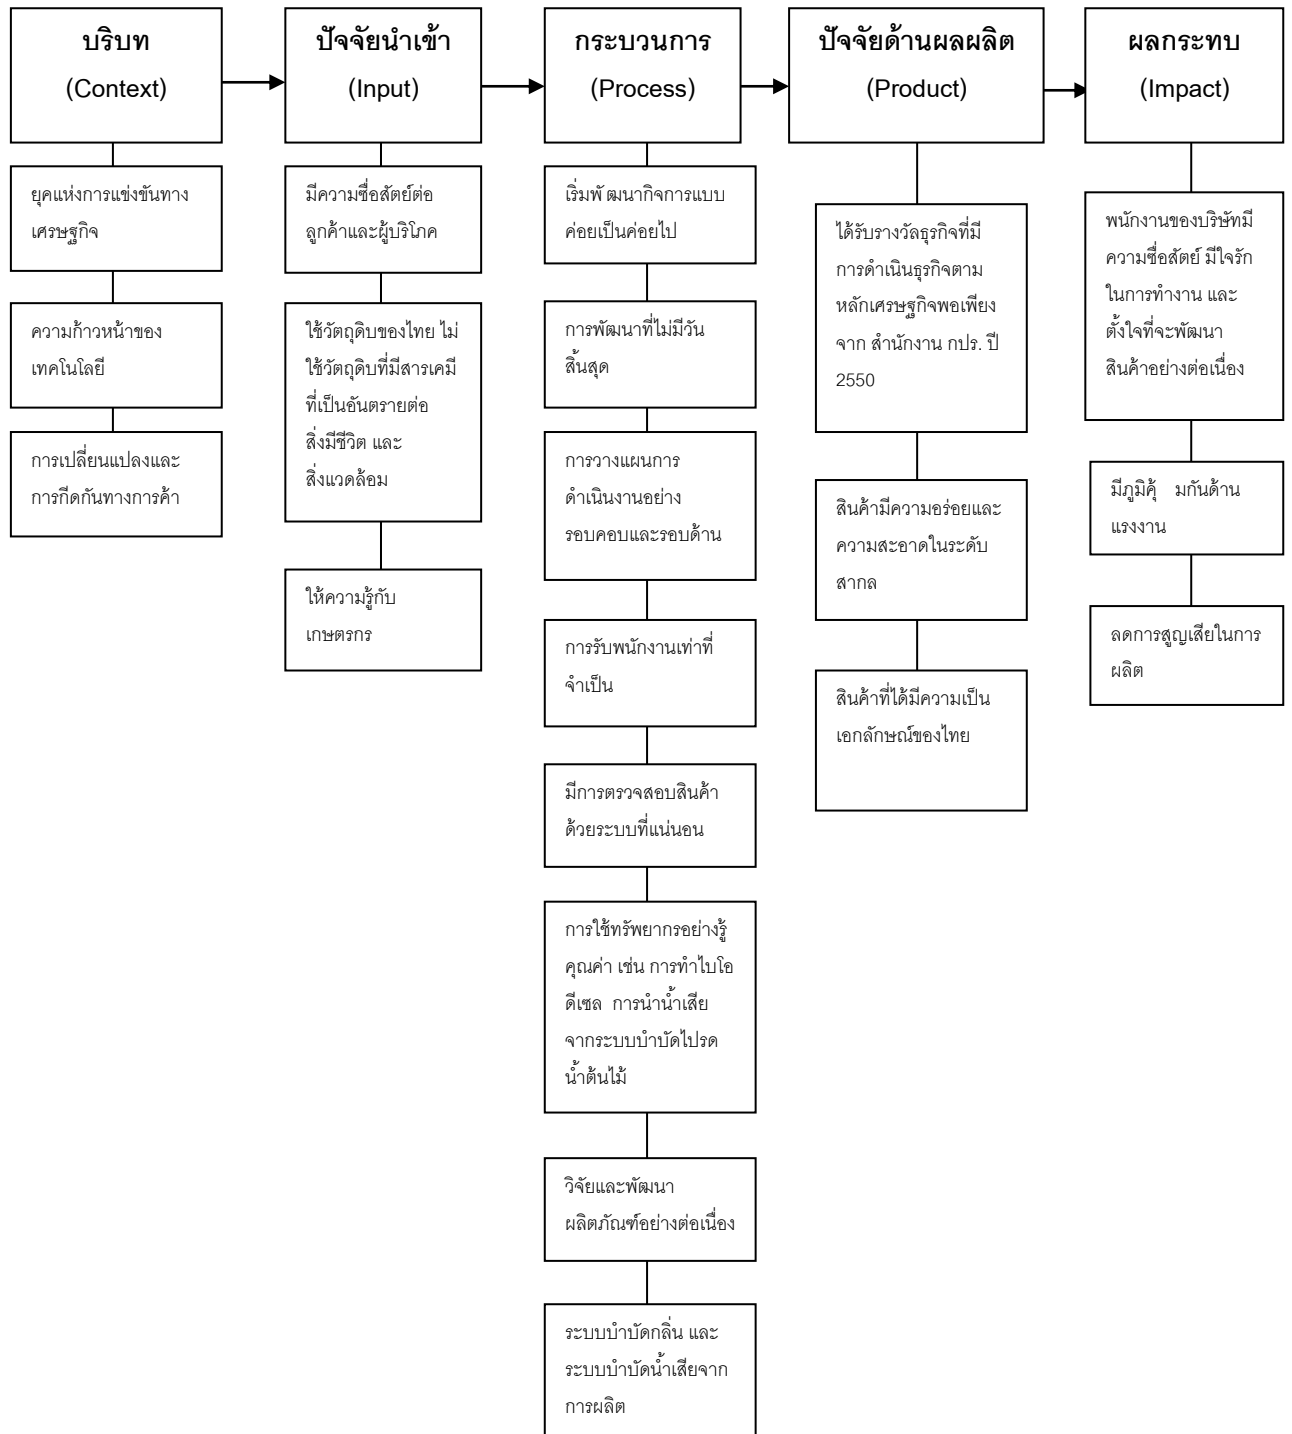 บริบท
(Context)
ปัจจัยนำเข้า
(Input)
กระบวนการ
(Process)
ปัจจัยด้านผลผลิต
(Product)
ผลกระทบ
(Impact)
ยุคแห่งการแข่งขันทาง
เศรษฐกิจ
ความก้าวหน้าของ
เทคโนโลยี
การเปลี่ยนแปลงและ
การกีดกันทางการค้า
มีความซื่อสัตย์ต่อ
ลูกค้าและผู้บริโภค
ใช้วัตถุดิบของไทย ไม่
ใช้วัตถุดิบที่มีสารเคมี
ที่เป็นอันตรายต่อ
สิ่งมีชีวิต และ
สิ่งแวดล้อม
ให้ความรู้กับ
เกษตรกร
เริ่มพัฒนากิจการแบบ
ค่อยเป็นค่อยไป
การพัฒนาที่ไม่มีวัน
สิ้นสุด
การวางแผนการ
ดำเนินงานอย่าง
รอบคอบและรอบด้าน
การรับพนักงานเท่าที่
จำเป็น
มีการตรวจสอบสินค้า
ด้วยระบบที่แน่นอน
การใช้ทรัพยากรอย่างรู้
คุณค่า เช่น การทำไบโอ
ดีเซล การนำน้ำเสีย
จากระบบบำบัดไปรด
น้ำต้นไม้
วิจัยและพัฒนา
ผลิตภัณฑ์อย่างต่อเนื่อง
ระบบบำบัดกลิ่น และ
ระบบบำบัดน้ำเสียจาก
การผลิต
ได้รับรางวัลธุรกิจที่มี
การดำเนินธุรกิจตาม
หลักเศรษฐกิจพอเพียง
จาก สำนักงาน กปร. ปี
2550
สินค้ามีความอร่อยและ
ความสะอาดในระดับ
สากล
สินค้าที่ได้มีความเป็น
เอกลักษณ์ของไทย
พนักงานของบริษัทมี
ความซื่อสัตย์ มีใจรัก
ในการทำงาน และ
ตั้งใจที่จะพัฒนา
สินค้าอย่างต่อเนื่อง
มีภูมิคุ้ มกันด้าน
แรงงาน
ลดการสูญเสียในการ
ผลิต